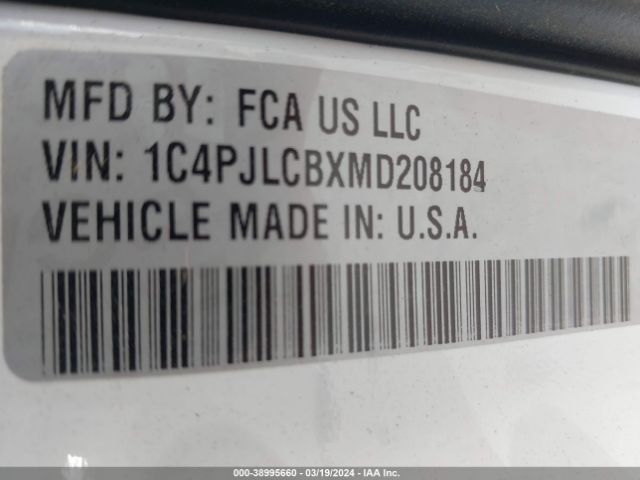 MFD BY: FCA US LLC
VIN: 1C4PJLCBXMD208184
VEHICLE MADE IN: U.S.A.
000-38995660 - 03/19/2024 - IAA Inc.